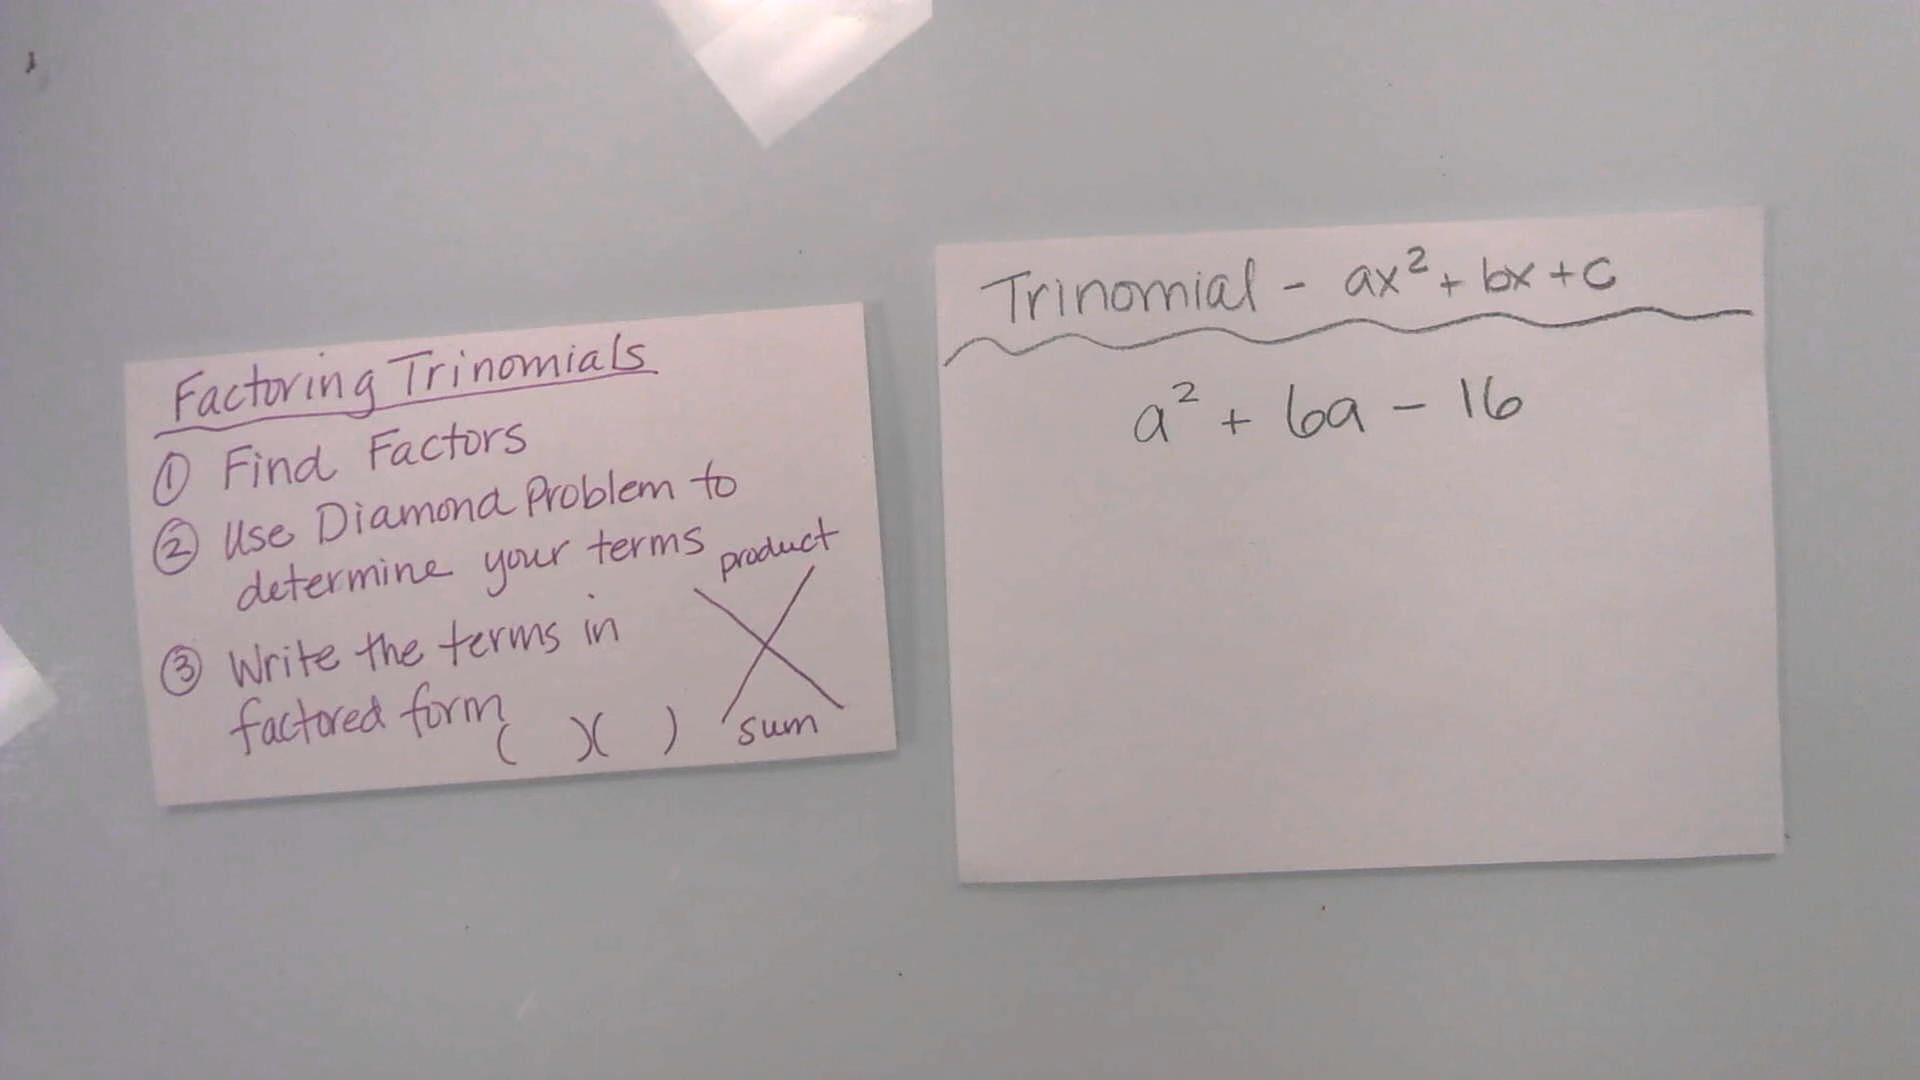 Factoring Trinomials
① Find Factors
② Use Diamond Problem to
determine your terms
product
③ Write the terms in
factored form
( )( )
sum
Trinomial - ax² + bx + c
a² + 6a - 16